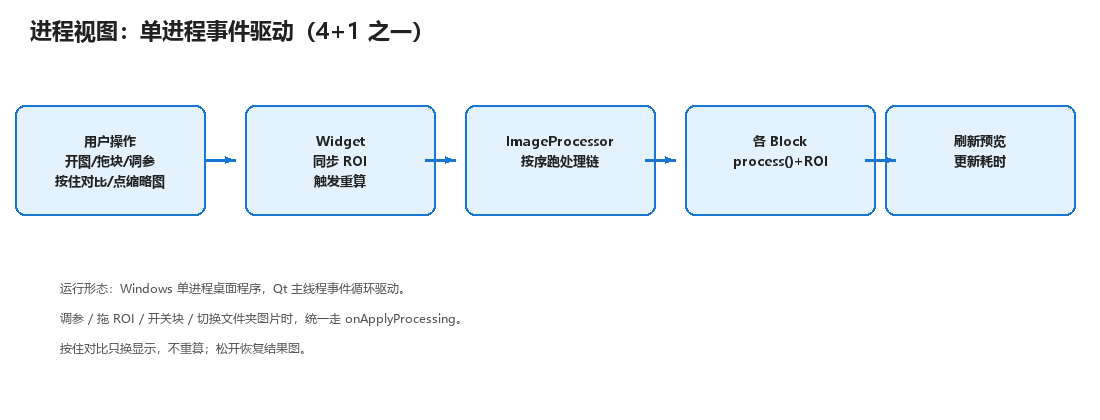 进程视图：单进程事件驱动（4+1 之一）
用户操作
开图/拖块/调参
按住对比/点缩略图
Widget
同步 ROI
触发重算
ImageProcessor
按序跑处理链
各 Block
process()+ROI
刷新预览
更新耗时
运行形态：Windows 单进程桌面程序，Qt 主线程事件循环驱动。
调参 / 拖 ROI / 开关块 / 切换文件夹图片时，统一走 onApplyProcessing。
按住对比只换显示，不重算；松开恢复结果图。